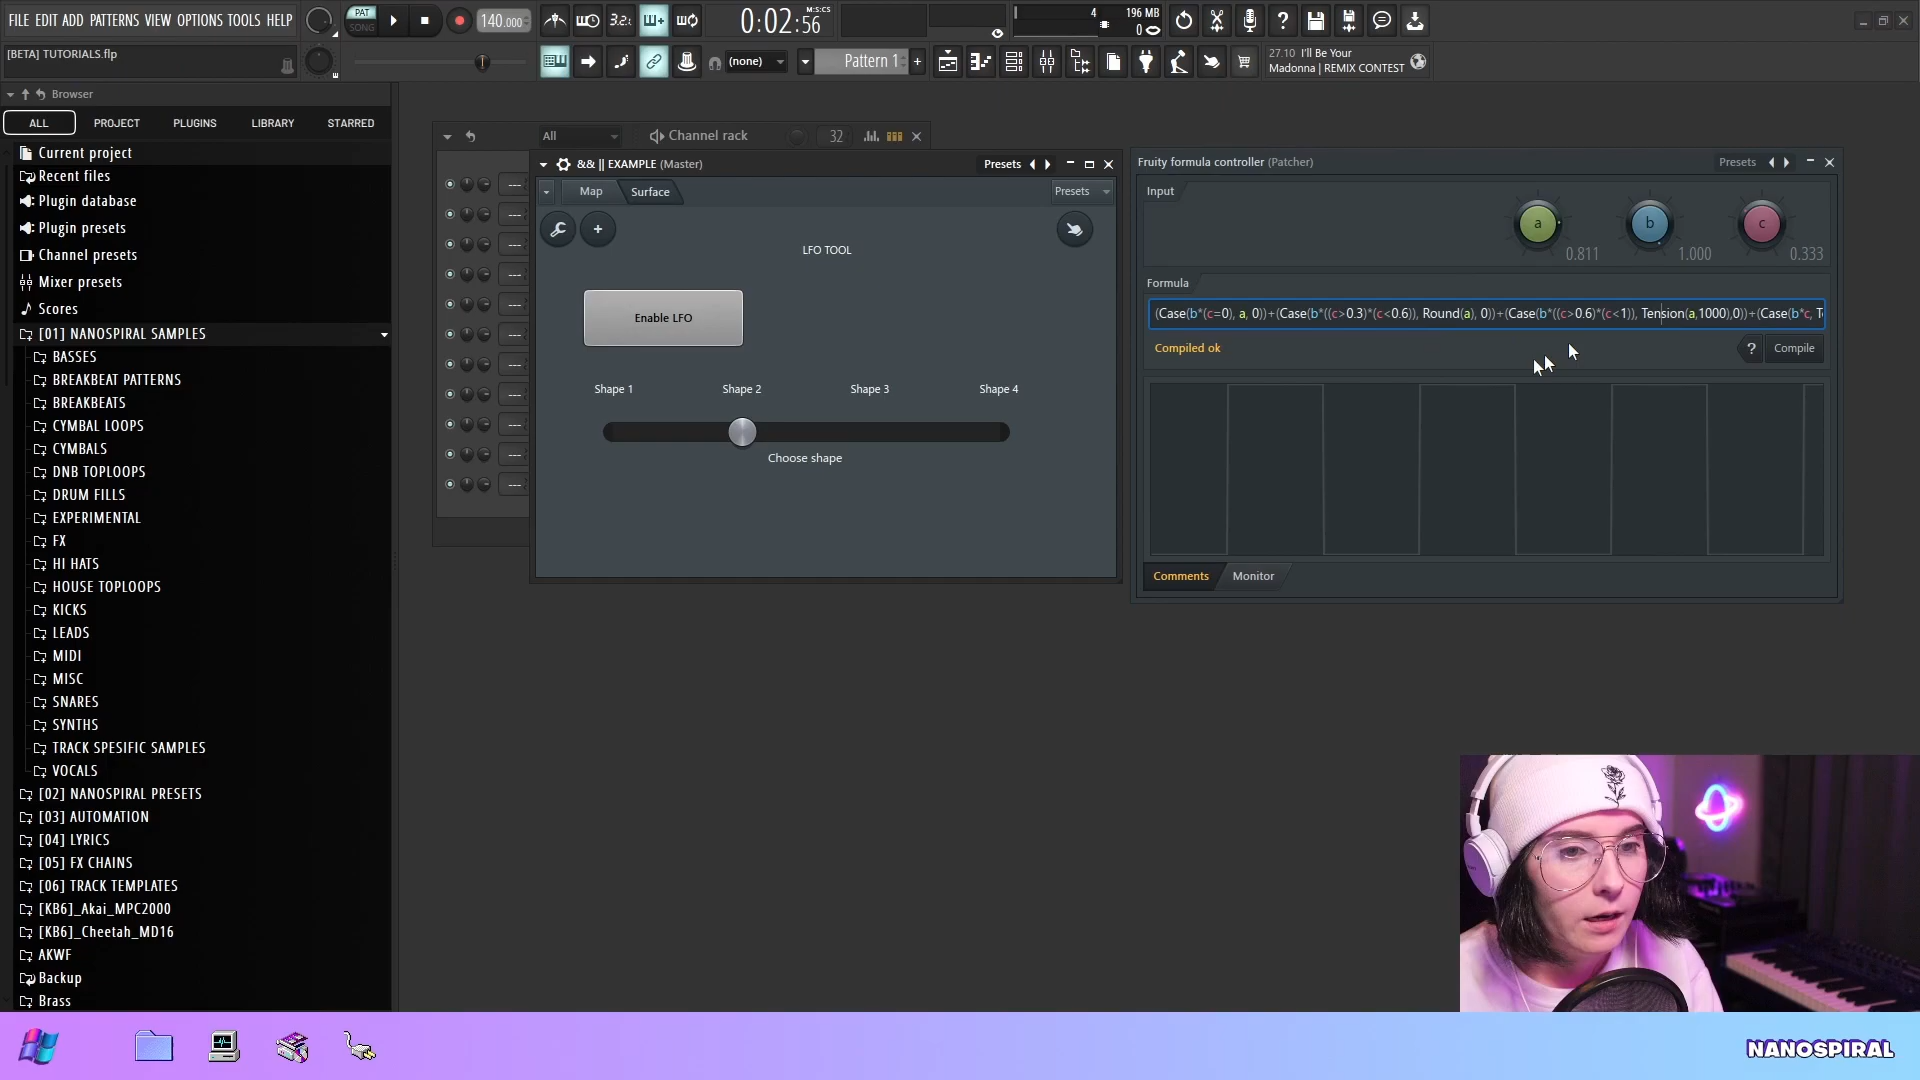 FILE EDIT ADD PATTERNS VIEW OPTIONS TOOLS HELP
PAT
SONG
140.000
3.2.1
0:02:56
M:S:CS
4
196 MB
0
[BETA] TUTORIALS.flp
(none)
Pattern 1
27.10 I'll Be Your
Madonna | REMIX CONTEST
Browser
ALL
PROJECT
PLUGINS
LIBRARY
STARRED
Current project
Recent files
Plugin database
Plugin presets
Channel presets
Mixer presets
Scores
[01] NANOSPIRAL SAMPLES
BASSES
BREAKBEAT PATTERNS
BREAKBEATS
CYMBAL LOOPS
CYMBALS
DNB TOPLOOPS
DRUM FILLS
EXPERIMENTAL
FX
HI HATS
HOUSE TOPLOOPS
KICKS
LEADS
MIDI
MISC
SNARES
SYNTHS
TRACK SPESIFIC SAMPLES
VOCALS
[02] NANOSPIRAL PRESETS
[03] AUTOMATION
[04] LYRICS
[05] FX CHAINS
[06] TRACK TEMPLATES
[KB6]_Akai_MPC2000
[KB6]_Cheetah_MD16
AKWF
Backup
Brass
All
Channel rack
32
&& || EXAMPLE (Master)
Presets
Map
Surface
Presets
LFO TOOL
Enable LFO
Shape 1
Shape 2
Shape 3
Shape 4
Choose shape
Fruity formula controller (Patcher)
Presets
Input
a
0.811
b
1.000
c
0.333
Formula
(Case(b*(c=0), a, 0))+(Case(b*((c>0.3)*(c<0.6)), Round(a), 0))+(Case(b*((c>0.6)*(c<1)), Tension(a,1000),0))+(Case(b*c, T
Compiled ok
?
Compile
Comments
Monitor
NANOSPIRAL